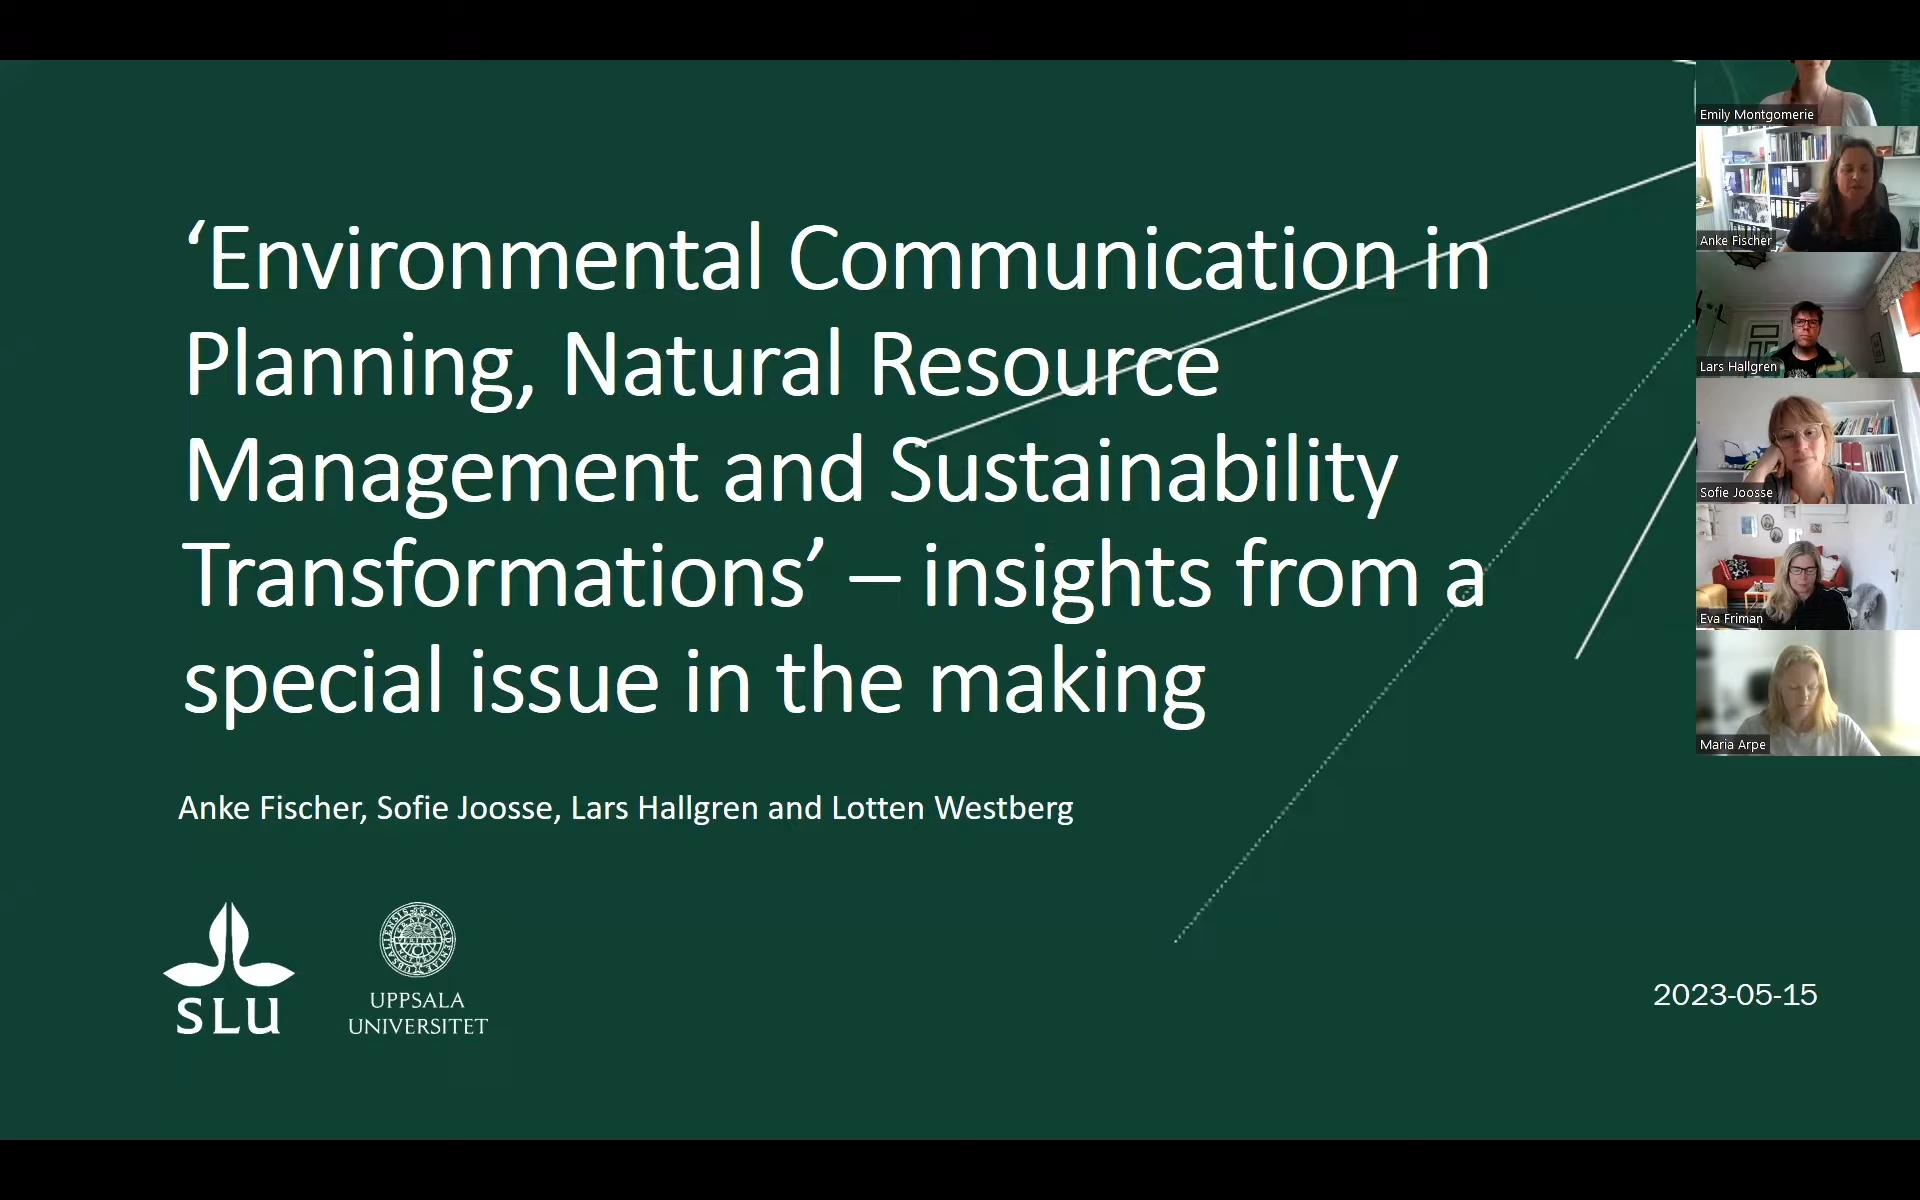 ‘Environmental Communication in
Planning, Natural Resource
Management and Sustainability
Transformations’ – insights from a
special issue in the making
Anke Fischer, Sofie Joosse, Lars Hallgren and Lotten Westberg
SLU
UPPSALA
UNIVERSITET
2023-05-15
Emily Montgomerie
Anke Fischer
Lars Hallgren
Sofie Joosse
Eva Friman
Maria Arpe